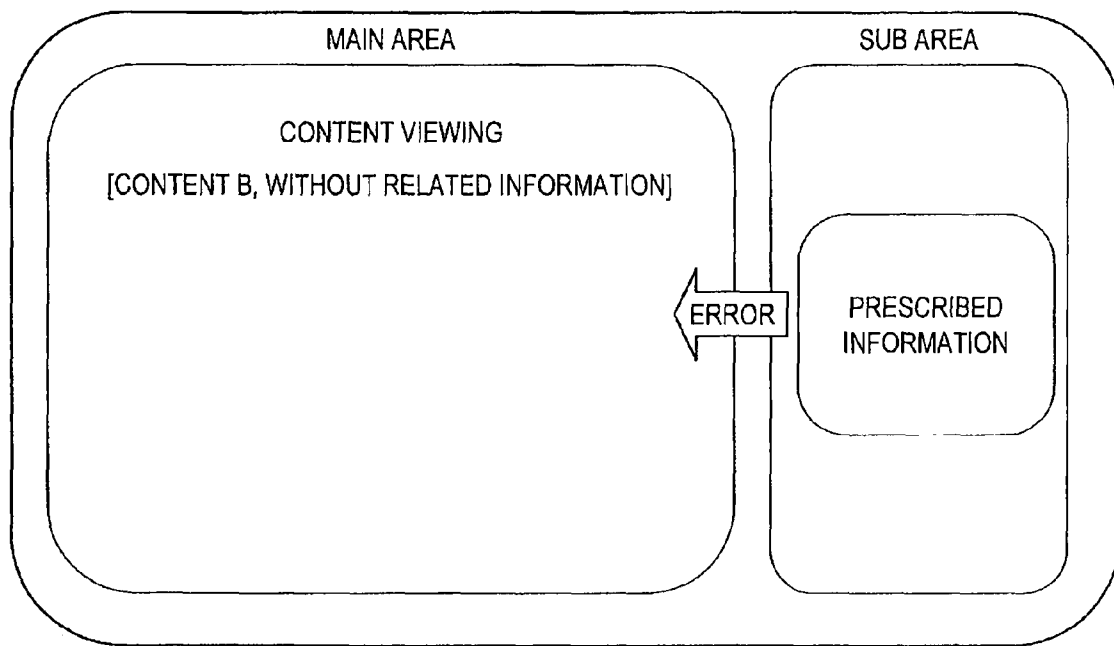 MAIN AREA
SUB AREA
CONTENT VIEWING
[CONTENT B, WITHOUT RELATED INFORMATION]
ERROR
PRESCRIBED
INFORMATION